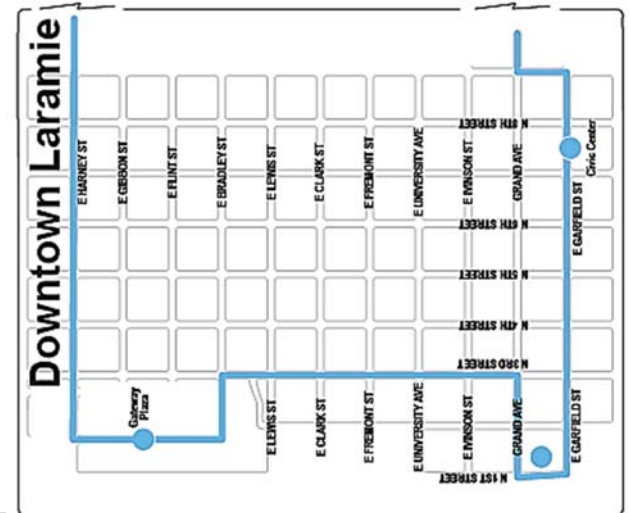 Downtown Laramie
N 8TH STREET
E HARNEY ST
E GIBBON ST
E FLINT ST
E BRADLEY ST
E LEWIS ST
E CLARK ST
E FREMONT ST
E UNIVERSITY AVE
E IVINSON ST
GRAND AVE
E GARFIELD ST
Civic Center
N 6TH STREET
N 5TH STREET
N 4TH STREET
N 3RD STREET
Gateway
Plaza
E LEWIS ST
E CLARK ST
E FREMONT ST
E UNIVERSITY AVE
E IVINSON ST
GRAND AVE
E GARFIELD ST
N 1ST STREET